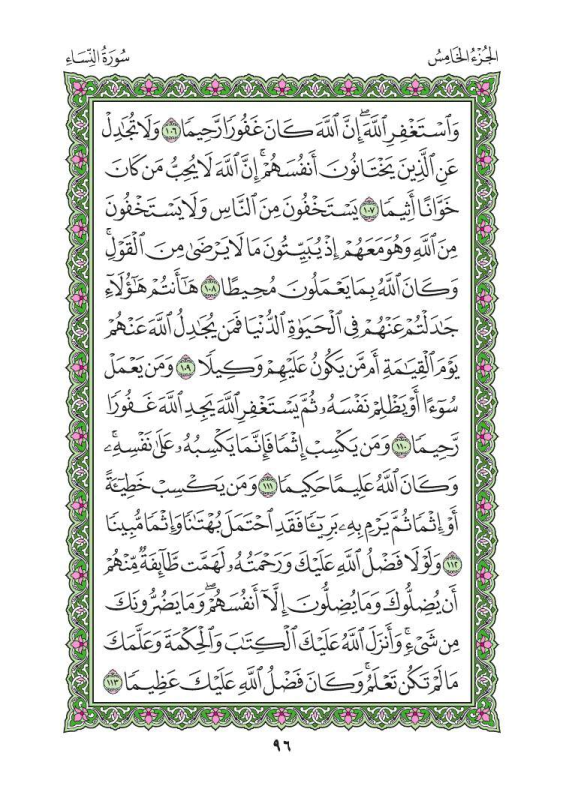 الجُزْءُ الخَامِسُ
سُورَةُ النِّسَاءِ
وَٱسۡتَغۡفِرِ ٱللَّهَۖ إِنَّ ٱللَّهَ كَانَ غَفُورٗا رَّحِيمٗا ١٠٦ وَلَا تُجَٰدِلۡ
عَنِ ٱلَّذِينَ يَخۡتَانُونَ أَنفُسَهُمۡۚ إِنَّ ٱللَّهَ لَا يُحِبُّ مَن كَانَ
خَوَّانًا أَثِيمٗا ١٠٧ يَسۡتَخۡفُونَ مِنَ ٱلنَّاسِ وَلَا يَسۡتَخۡفُونَ
مِنَ ٱللَّهِ وَهُوَ مَعَهُمۡ إِذۡ يُبَيِّتُونَ مَا لَا يَرۡضَىٰ مِنَ ٱلۡقَوۡلِۚ
وَكَانَ ٱللَّهُ بِمَا يَعۡمَلُونَ مُحِيطًا ١٠٨ هَٰٓأَنتُمۡ هَٰٓؤُلَآءِ
جَٰدَلۡتُمۡ عَنۡهُمۡ فِي ٱلۡحَيَوٰةِ ٱلدُّنۡيَا فَمَن يُجَٰدِلُ ٱللَّهَ عَنۡهُمۡ
يَوۡمَ ٱلۡقِيَٰمَةِ أَم مَّن يَكُونُ عَلَيۡهِمۡ وَكِيلٗا ١٠٩ وَمَن يَعۡمَلۡ
سُوٓءًا أَوۡ يَظۡلِمۡ نَفۡسَهُۥ ثُمَّ يَسۡتَغۡفِرِ ٱللَّهَ يَجِدِ ٱللَّهَ غَفُورٗا
رَّحِيمٗا ١١٠ وَمَن يَكۡسِبۡ إِثۡمٗا فَإِنَّمَا يَكۡسِبُهُۥ عَلَىٰ نَفۡسِهِۦۚ
وَكَانَ ٱللَّهُ عَلِيمًا حَكِيمٗا ١١١ وَمَن يَكۡسِبۡ خَطِيٓـَٔةً
أَوۡ إِثۡمٗا ثُمَّ يَرۡمِ بِهِۦ بَرِيٓـٔٗا فَقَدِ ٱحۡتَمَلَ بُهۡتَٰنٗا وَإِثۡمٗا مُّبِينٗا
١١٢ وَلَوۡلَا فَضۡلُ ٱللَّهِ عَلَيۡكَ وَرَحۡمَتُهُۥ لَهَمَّت طَّآئِفَةٞ مِّنۡهُمۡ
أَن يُضِلُّوكَ وَمَا يُضِلُّونَ إِلَّآ أَنفُسَهُمۡۖ وَمَا يَضُرُّونَكَ
مِن شَيۡءٖۚ وَأَنزَلَ ٱللَّهُ عَلَيۡكَ ٱلۡكِتَٰبَ وَٱلۡحِكۡمَةَ وَعَلَّمَكَ
مَا لَمۡ تَكُن تَعۡلَمُۚ وَكَانَ فَضۡلُ ٱللَّهِ عَلَيۡكَ عَظِيمٗا ١١٣
٩٦